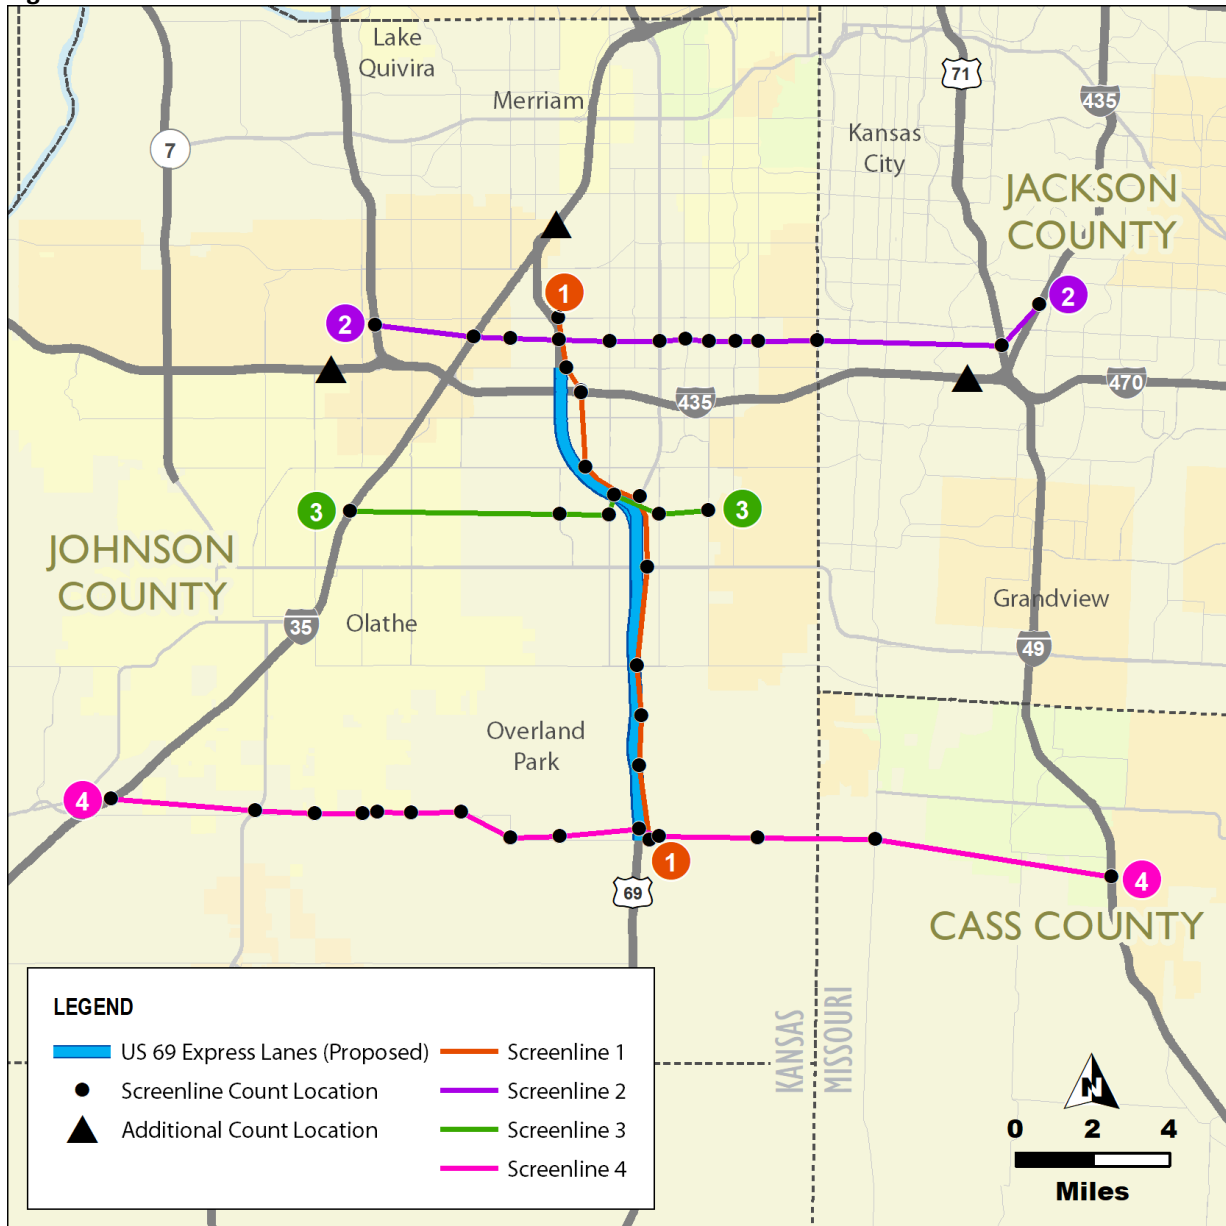 Lake
Quivira
Merriam
7
71
435
Kansas
City
JACKSON
COUNTY
1
2
2
435
470
3
3
JOHNSON
COUNTY
35
Olathe
Grandview
49
Overland
Park
4
1
4
69
CASS COUNTY
KANSAS
MISSOURI
LEGEND
US 69 Express Lanes (Proposed)
Screenline Count Location
Additional Count Location
Screenline 1
Screenline 2
Screenline 3
Screenline 4
N
0 2 4
Miles